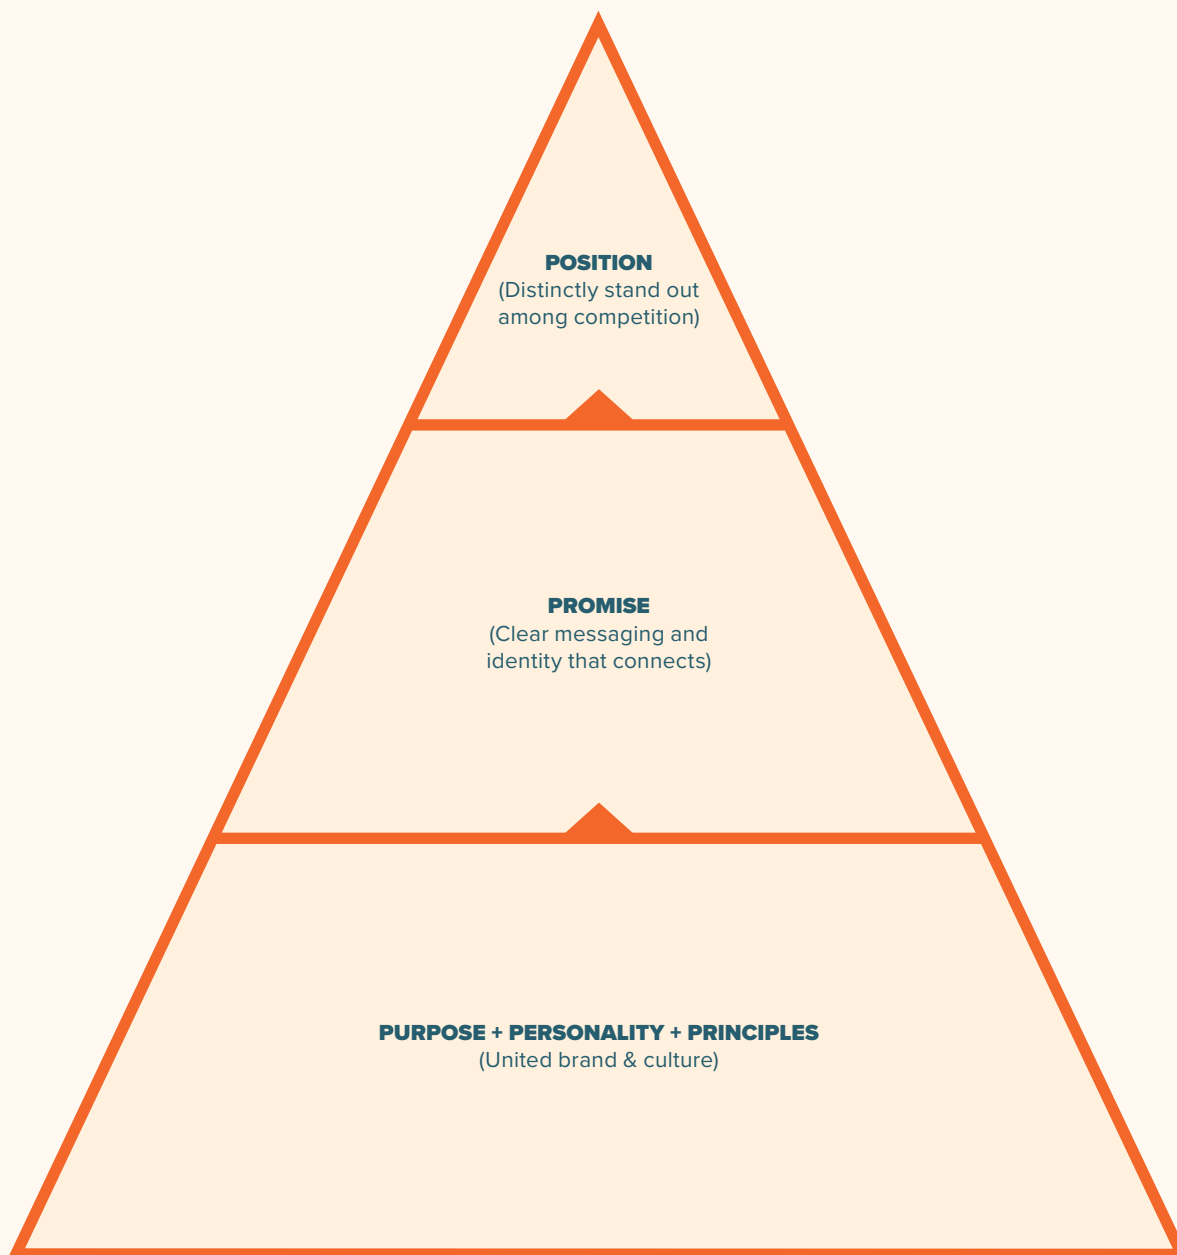 POSITION
(Distinctly stand out
among competition)
PROMISE
(Clear messaging and
identity that connects)
PURPOSE + PERSONALITY + PRINCIPLES
(United brand & culture)